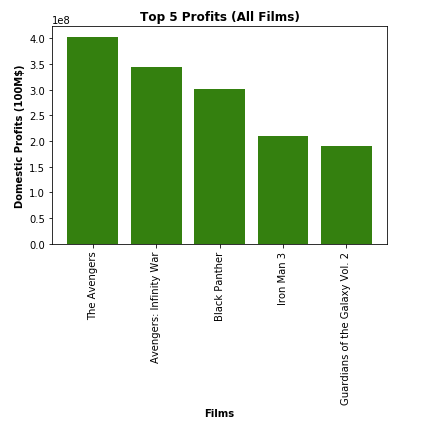 Top 5 Profits (All Films)
1e8
4.0
3.5
3.0
2.5
2.0
1.5
1.0
0.5
0.0
Domestic Profits (100M$)
The Avengers
Avengers: Infinity War
Black Panther
Iron Man 3
Guardians of the Galaxy Vol. 2
Films